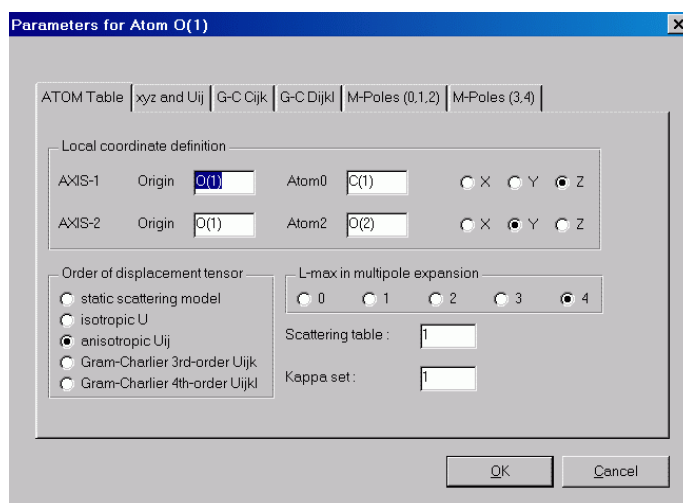 Parameters for Atom O(1)
ATOM Table xyz and Uij G-C Cijk G-C Dijkl M-Poles (0,1,2) M-Poles (3,4)
Local coordinate definition
AXIS-1 Origin O(1) Atom0 C(1) X Y Z
AXIS-2 Origin O(1) Atom2 O(2) X Y Z
Order of displacement tensor
static scattering model
isotropic U
anisotropic Uij
Gram-Charlier 3rd-order Uijk
Gram-Charlier 4th-order Uijkl
L-max in multipole expansion
0 1 2 3 4
Scattering table : 1
Kappa set : 1
OK Cancel